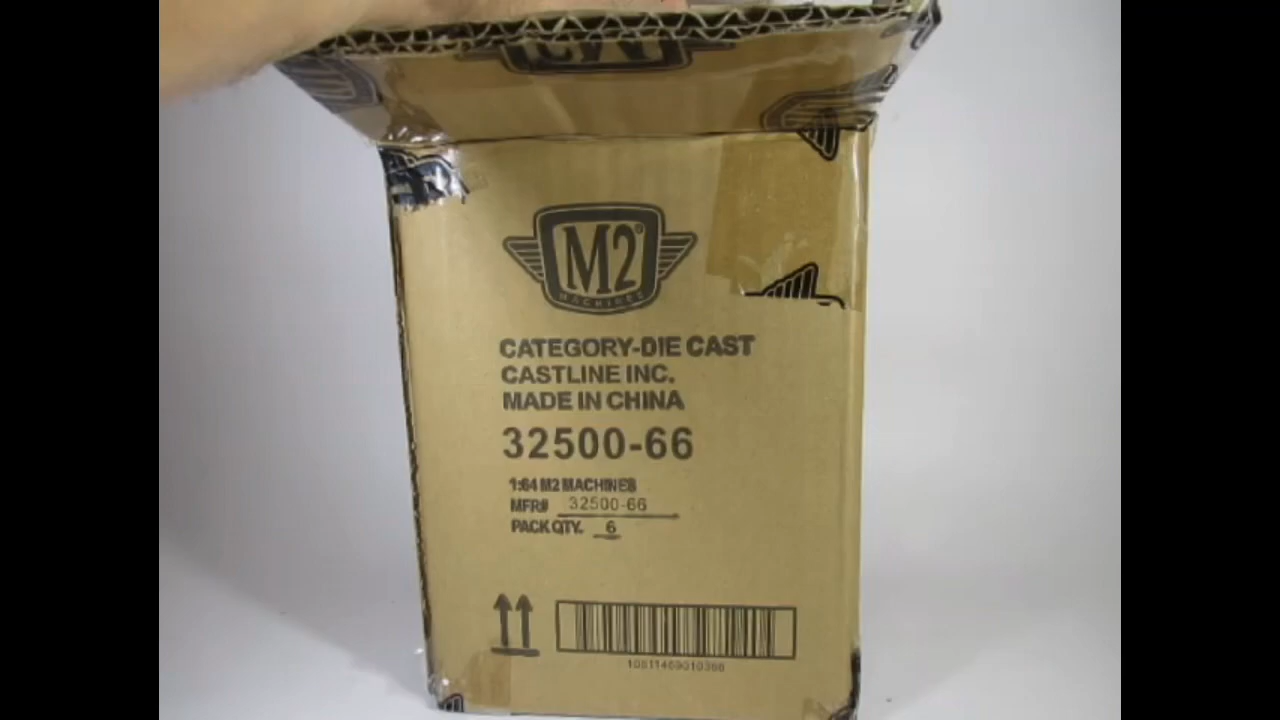 M2®
MACHINES
CATEGORY-DIE CAST
CASTLINE INC.
MADE IN CHINA
32500-66
1:64 M2 MACHINES
MFR# 32500-66
PACK QTY. 6